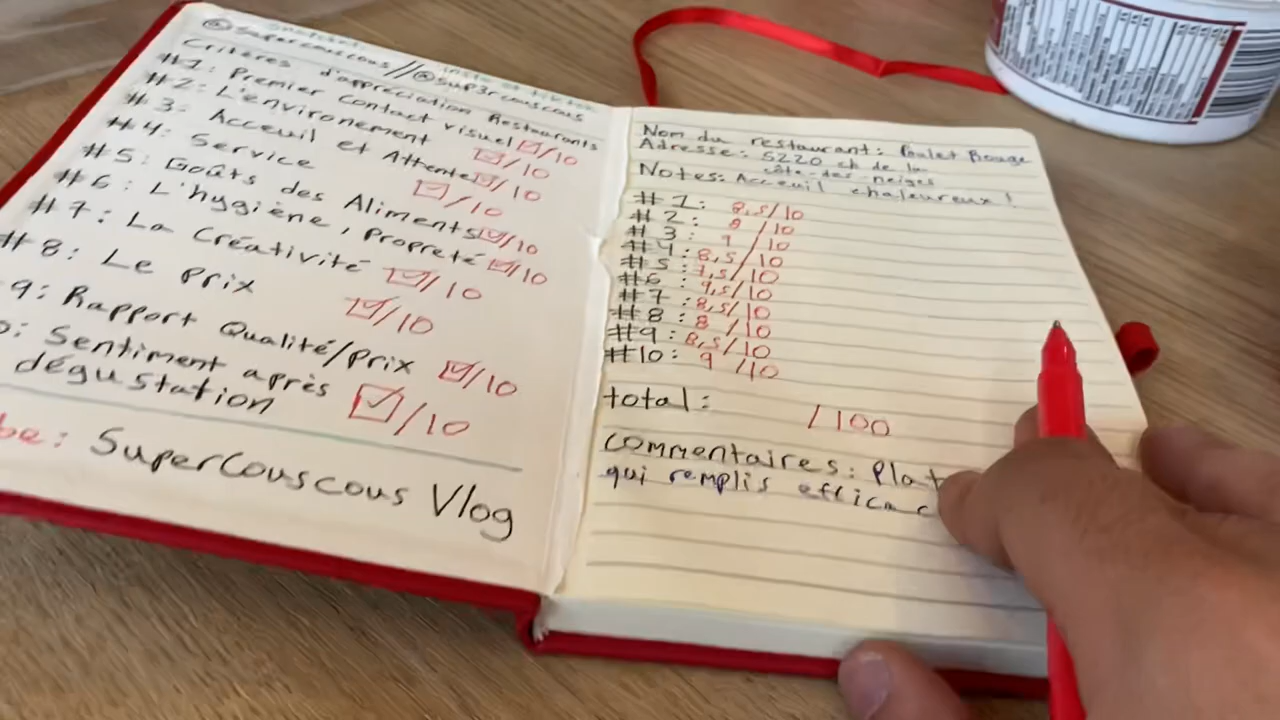 @supercouscous //@sup3rcouscous
Critères d'appréciation Restaurants
#1: Premier contact visuel ☑/10
#2: L'environement ☑/10
#3: Acceuil et Attente ☑/10
#4: Service ☑/10
#5: Goûts des Aliments ☑/10
#6: L'hygiène, propreté ☑/10
#7: La Créativité ☑/10
#8: Le Prix ☑/10
9: Rapport Qualité/prix ☑/10
: Sentiment après
dégustation ☑/10
be: SuperCouscous Vlog
Nom du restaurant: Poulet Rouge
Adresse: 5220 ch de la
côte-des-neiges
Notes: Acceuil chaleureux!
#1: 8,5/10
#2: 8 /10
#3: 9 /10
#4: 8,5/10
#5: 7,5/10
#6: 9,5/10
#7: 8,5/10
#8: 8 /10
#9: 8,5/10
#10: 9 /10
total: /100
commentaires: Plat
qui remplis efficac